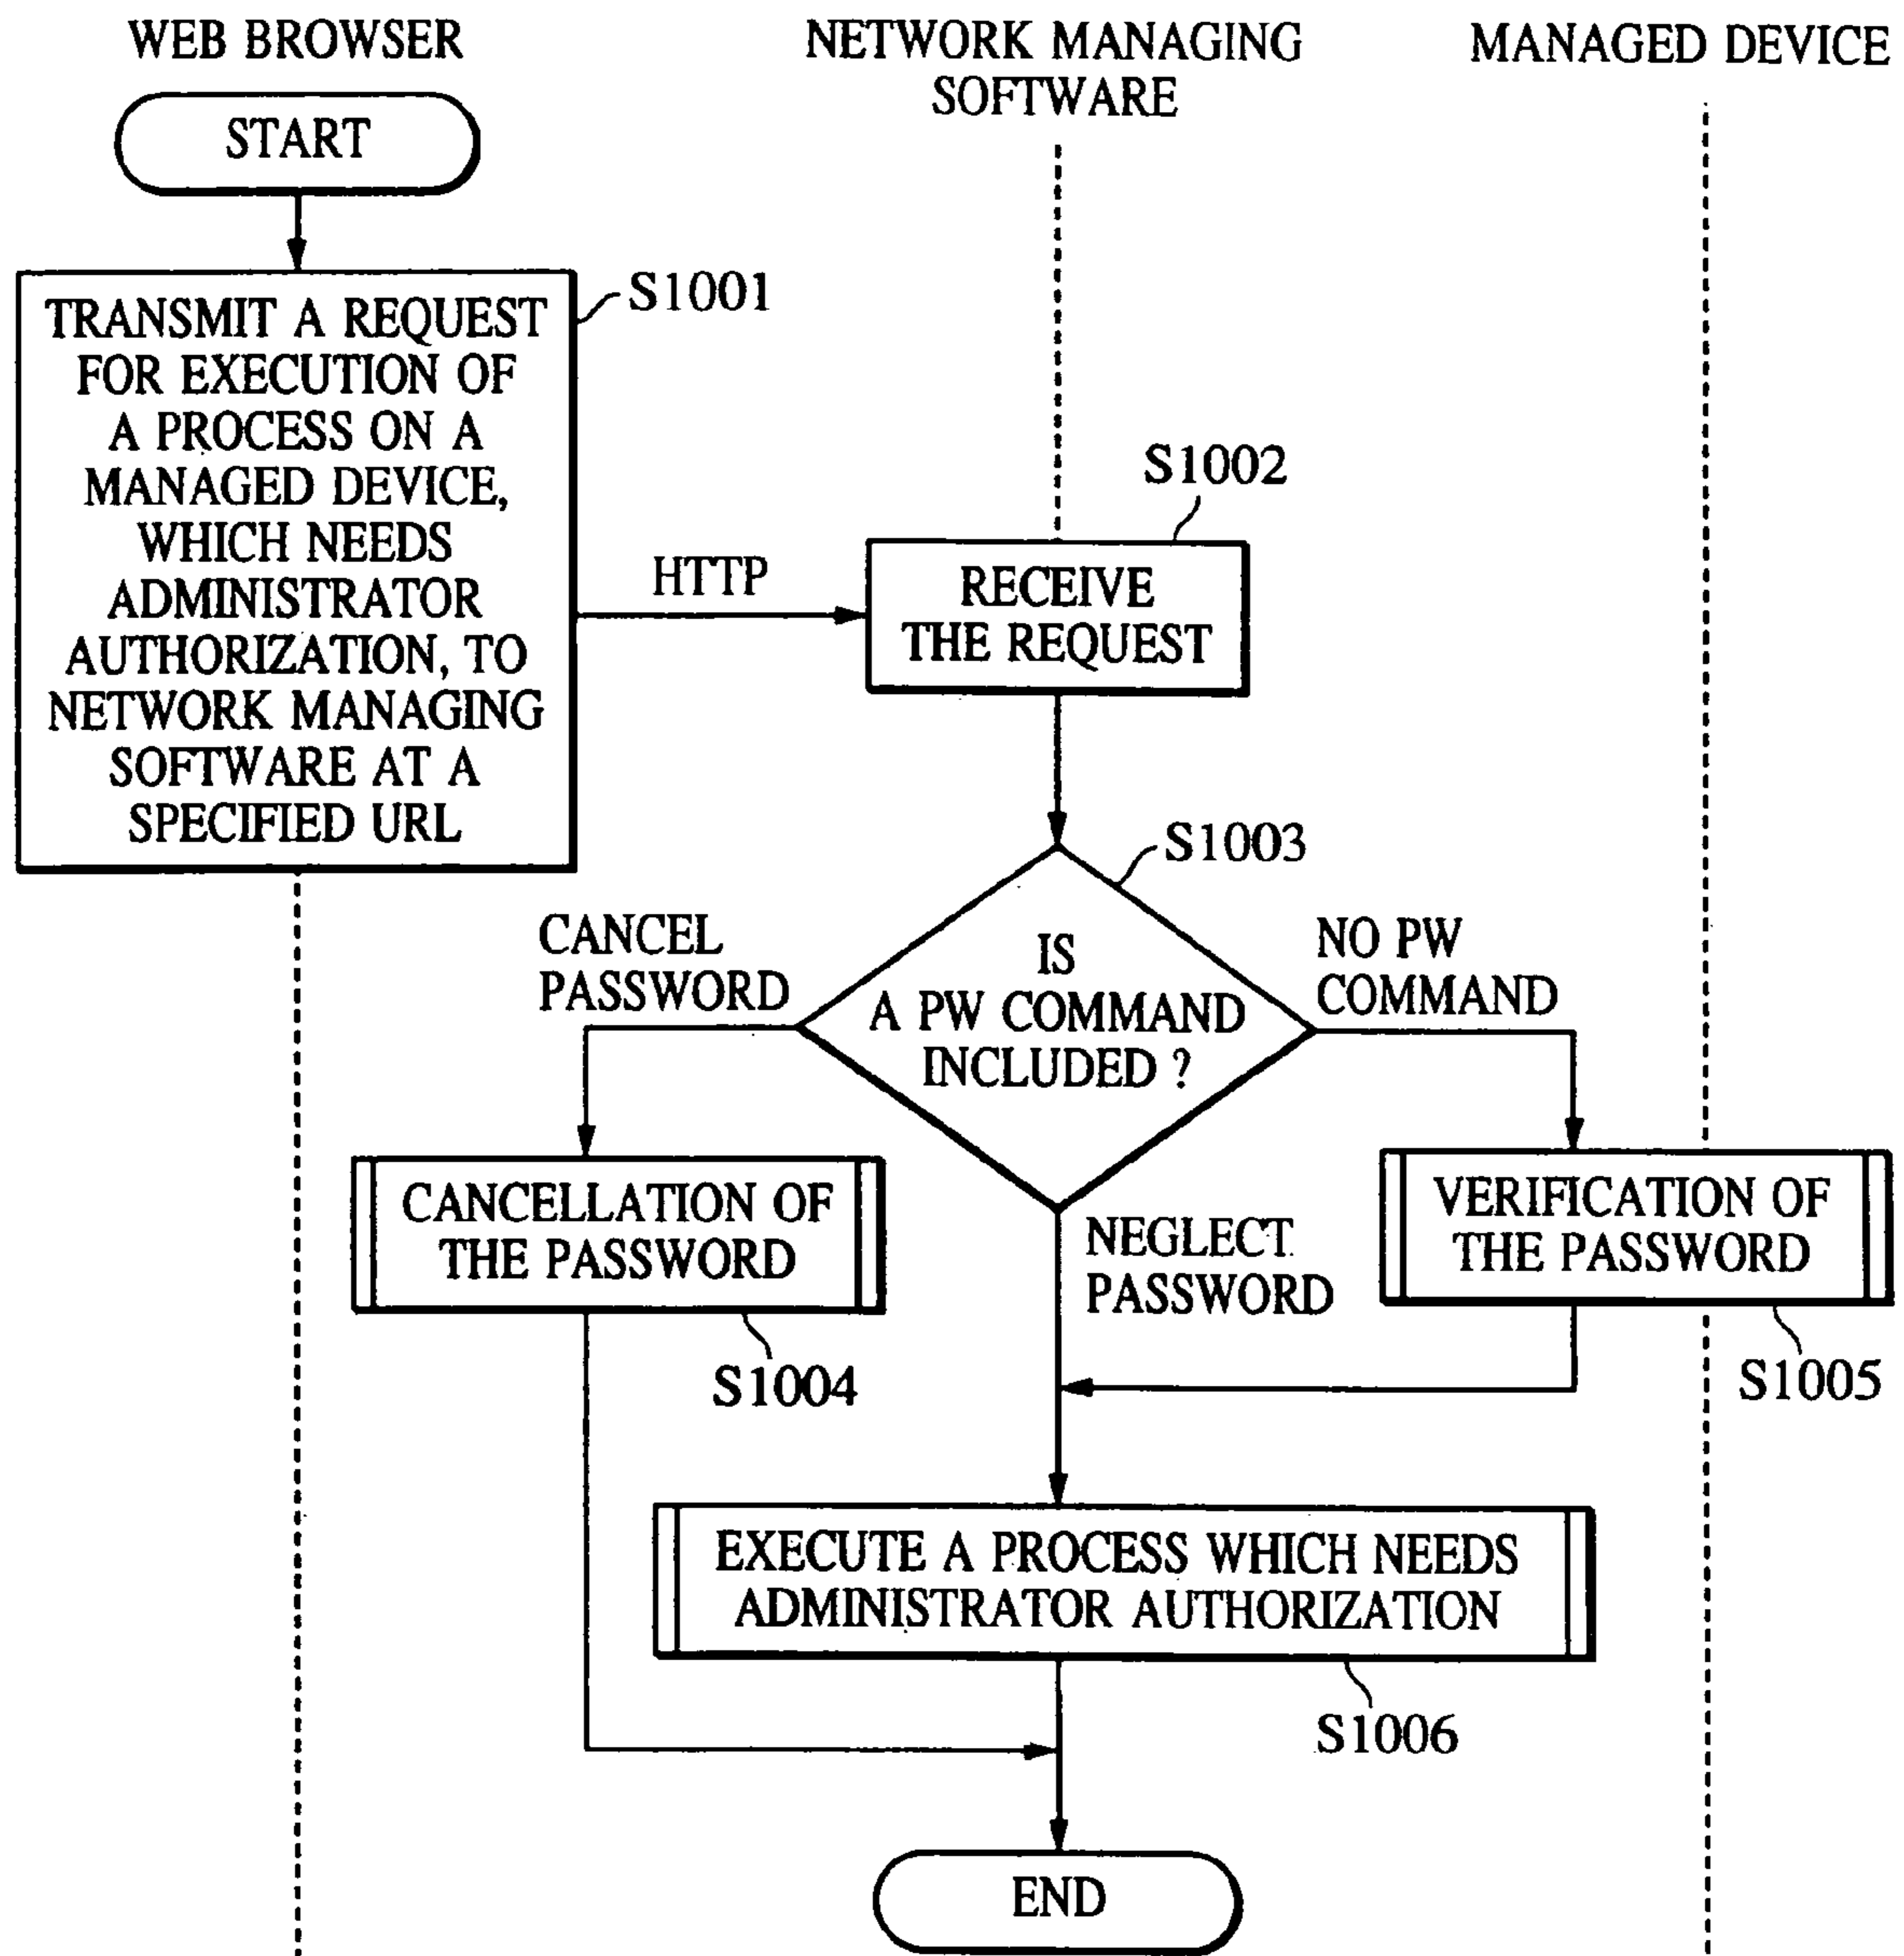 WEB BROWSER
NETWORK MANAGING
SOFTWARE
MANAGED DEVICE
START
S1001
TRANSMIT A REQUEST
FOR EXECUTION OF
A PROCESS ON A
MANAGED DEVICE,
WHICH NEEDS
ADMINISTRATOR
AUTHORIZATION, TO
NETWORK MANAGING
SOFTWARE AT A
SPECIFIED URL
HTTP
S1002
RECEIVE
THE REQUEST
S1003
IS
A PW COMMAND
INCLUDED ?
CANCEL
PASSWORD
NO PW
COMMAND
CANCELLATION OF
THE PASSWORD
S1004
NEGLECT
PASSWORD
VERIFICATION OF
THE PASSWORD
S1005
EXECUTE A PROCESS WHICH NEEDS
ADMINISTRATOR AUTHORIZATION
S1006
END